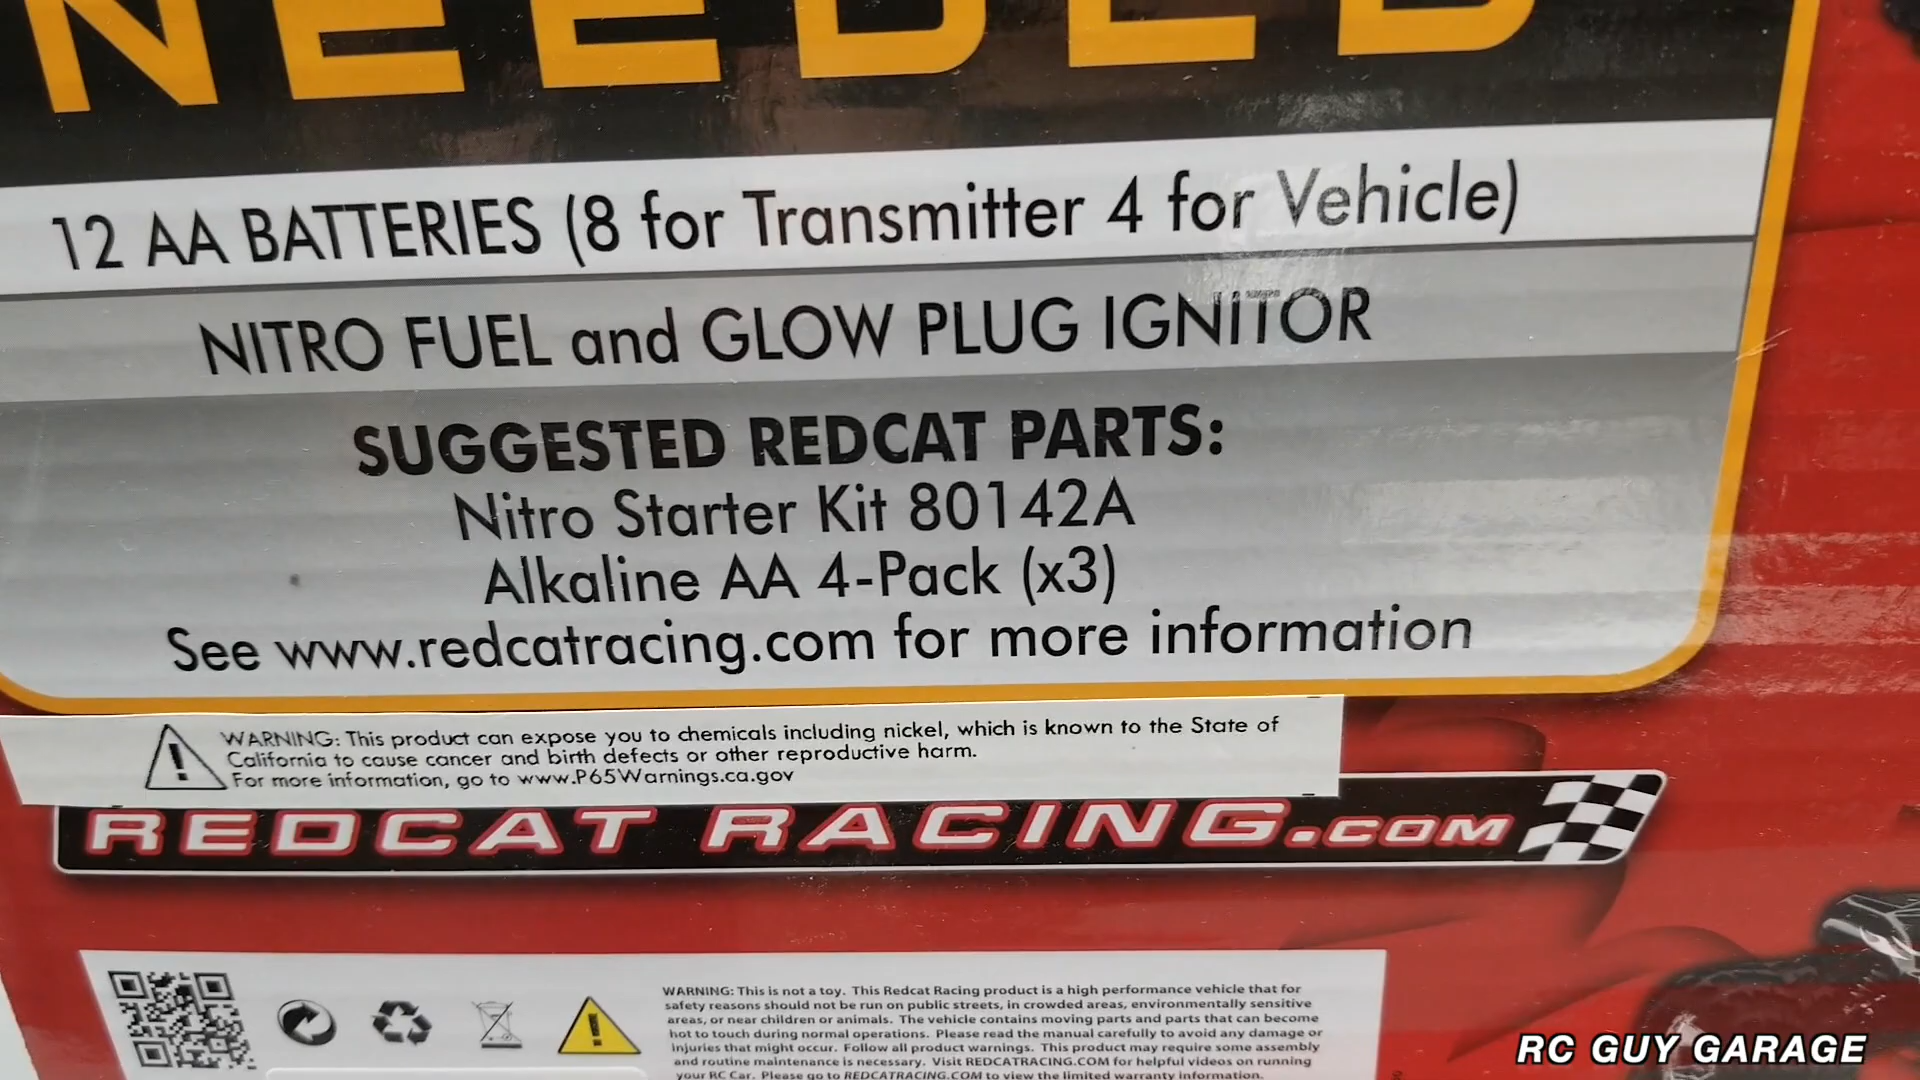 NEEDED
12 AA BATTERIES (8 for Transmitter 4 for Vehicle)
NITRO FUEL and GLOW PLUG IGNITOR
SUGGESTED REDCAT PARTS:
Nitro Starter Kit 80142A
Alkaline AA 4-Pack (x3)
See www.redcatracing.com for more information
WARNING: This product can expose you to chemicals including nickel, which is known to the State of
California to cause cancer and birth defects or other reproductive harm.
For more information, go to www.P65Warnings.ca.gov
REDCAT RACING.COM
WARNING: This is not a toy. This Redcat Racing product is a high performance vehicle that for
safety reasons should not be run on public streets, in crowded areas, environmentally sensitive
areas, or near children or animals. The vehicle contains moving parts and parts that can become
hot to touch during normal operations. Please read the manual carefully to avoid any damage or
injuries that might occur. Follow all product warnings. This product may require some assembly
and routine maintenance is necessary. Visit REDCATRACING.COM for helpful videos on running
your RC Car. Please go to REDCATRACING.COM to view the limited warranty information.
RC GUY GARAGE